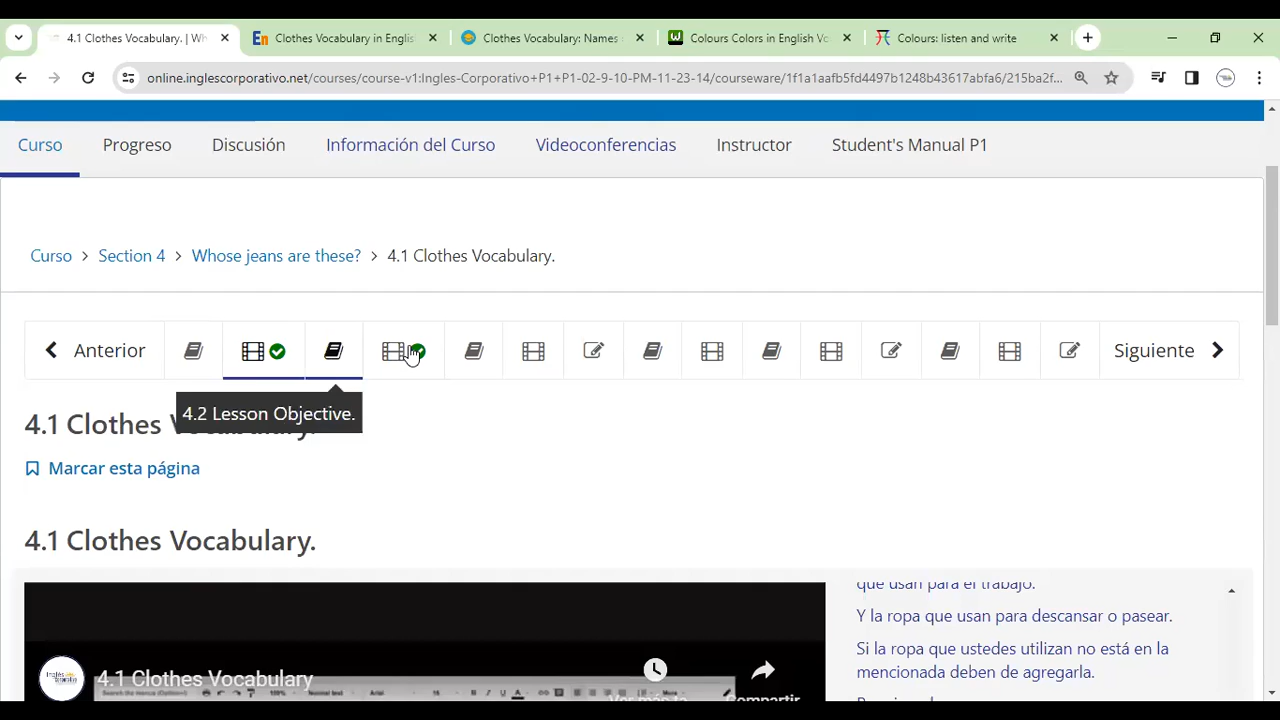 4.1 Clothes Vocabulary. | Wh
Clothes Vocabulary in Englis
Clothes Vocabulary: Names
Colours Colors in English Vo
Colours: listen and write
online.inglescorporativo.net/courses/course-v1:Ingles-Corporativo+P1+P1-02-9-10-PM-11-23-14/courseware/1f1a1aafb5fd4497b1248b43617abfa6/215ba2f...
Curso Progreso Discusión Información del Curso Videoconferencias Instructor Student's Manual P1
Curso > Section 4 > Whose jeans are these? > 4.1 Clothes Vocabulary.
Anterior Siguiente
4.2 Lesson Objective.
4.1 Clothes Vocabulary.
Marcar esta página
4.1 Clothes Vocabulary.
que usan para el trabajo.
Y la ropa que usan para descansar o pasear.
Si la ropa que ustedes utilizan no está en la
mencionada deben de agregarla.
4.1 Clothes Vocabulary
Ver más ta
Compartir